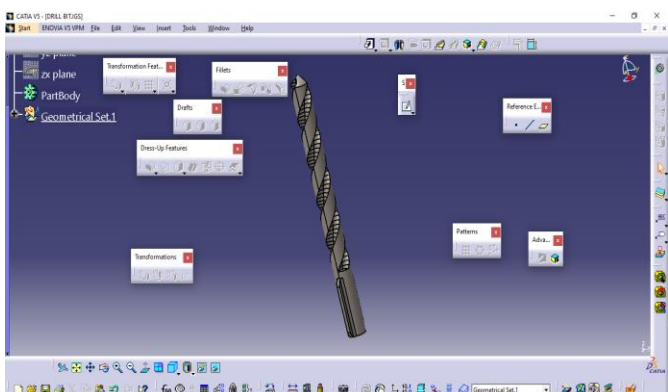 CATIA V5 - [DRILL BIT.IGS]
Start ENOVIA V5 VPM File Edit View Insert Tools Window Help
zx plane
PartBody
Geometrical Set.1
Transformation Feat...
Fillets
Drafts
Dress-Up Features
S
Reference E...
Transformations
Patterns
Adva...
Geometrical Set.1